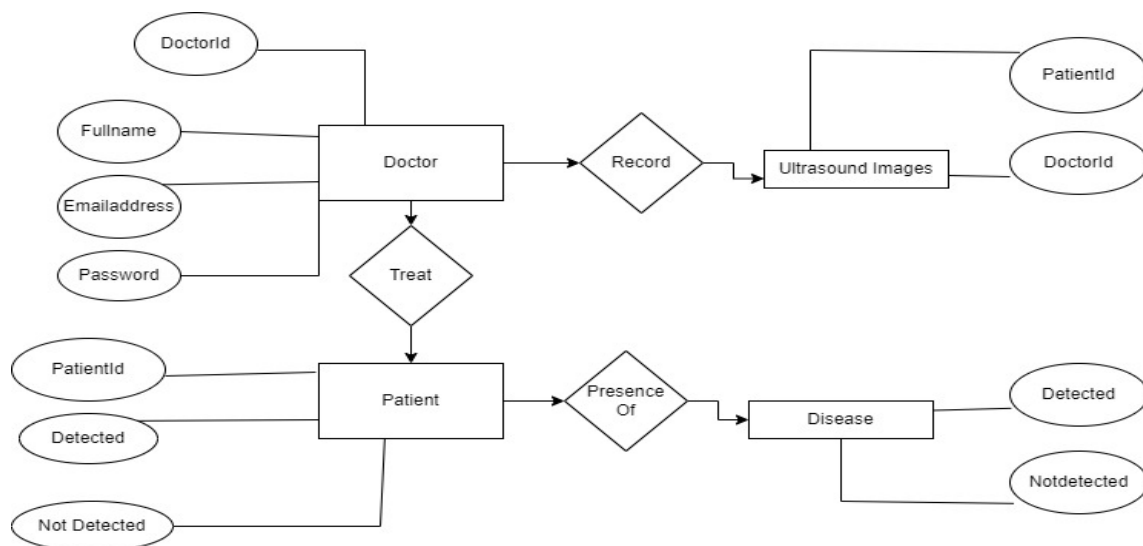 DoctorId
PatientId
Fullname
Doctor
Record
Ultrasound Images
DoctorId
Emailaddress
Password
Treat
PatientId
Patient
Presence
Of
Detected
Detected
Disease
Not Detected
Notdetected